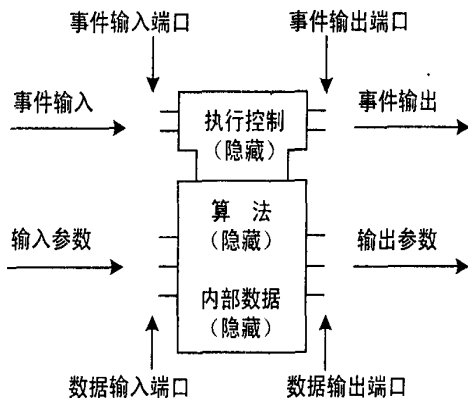 事件输入端口
事件输出端口
事件输入
执行控制
(隐藏)
事件输出
算 法
(隐藏)
输入参数
输出参数
内部数据
(隐藏)
数据输入端口
数据输出端口